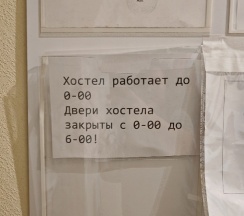 Хостел работает до
0-00
Двери хостела
закрыты с 0-00 до
6-00!